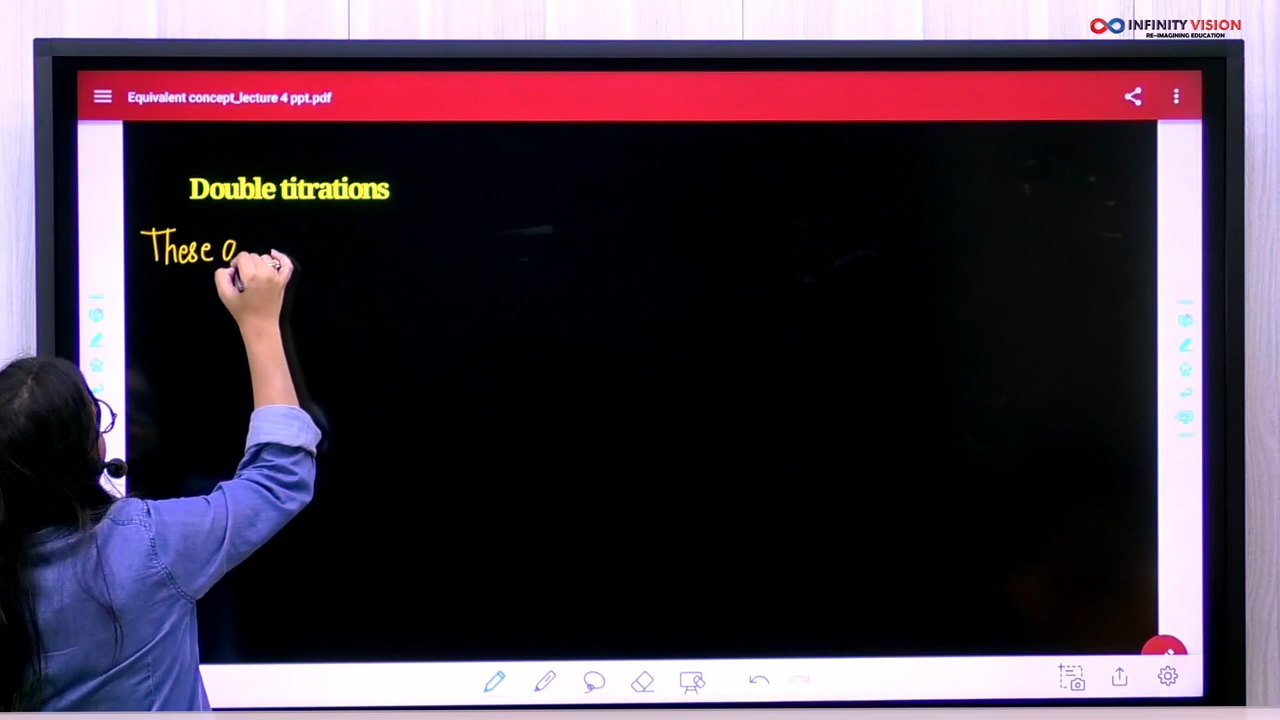 INFINITY VISION
RE-IMAGINING EDUCATION
Equivalent concept_lecture 4 ppt.pdf
Double titrations
These